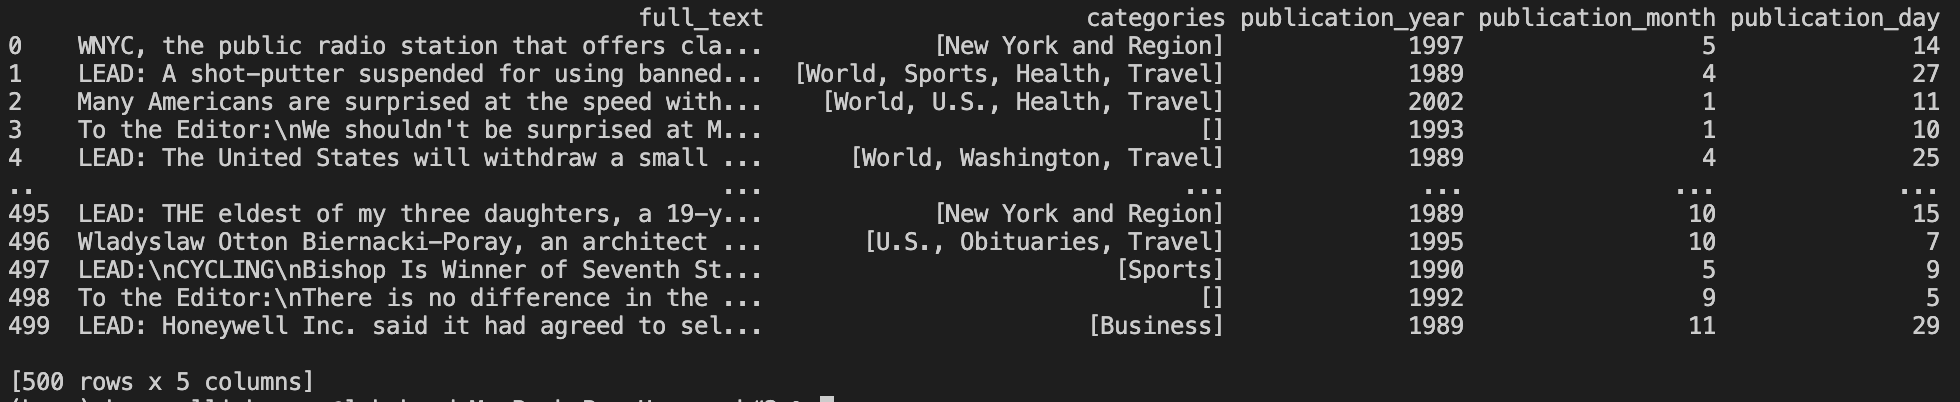 full_text categories publication_year publication_month publication_day
0 WNYC, the public radio station that offers cla... [New York and Region] 1997 5 14
1 LEAD: A shot-putter suspended for using banned... [World, Sports, Health, Travel] 1989 4 27
2 Many Americans are surprised at the speed with... [World, U.S., Health, Travel] 2002 1 11
3 To the Editor:\nWe shouldn't be surprised at M... [] 1993 1 10
4 LEAD: The United States will withdraw a small ... [World, Washington, Travel] 1989 4 25
.. ... ... ... ... ...
495 LEAD: THE eldest of my three daughters, a 19-y... [New York and Region] 1989 10 15
496 Wladyslaw Otton Biernacki-Poray, an architect ... [U.S., Obituaries, Travel] 1995 10 7
497 LEAD:\nCYCLING\nBishop Is Winner of Seventh St... [Sports] 1990 5 9
498 To the Editor:\nThere is no difference in the ... [] 1992 9 5
499 LEAD: Honeywell Inc. said it had agreed to sel... [Business] 1989 11 29
[500 rows x 5 columns]